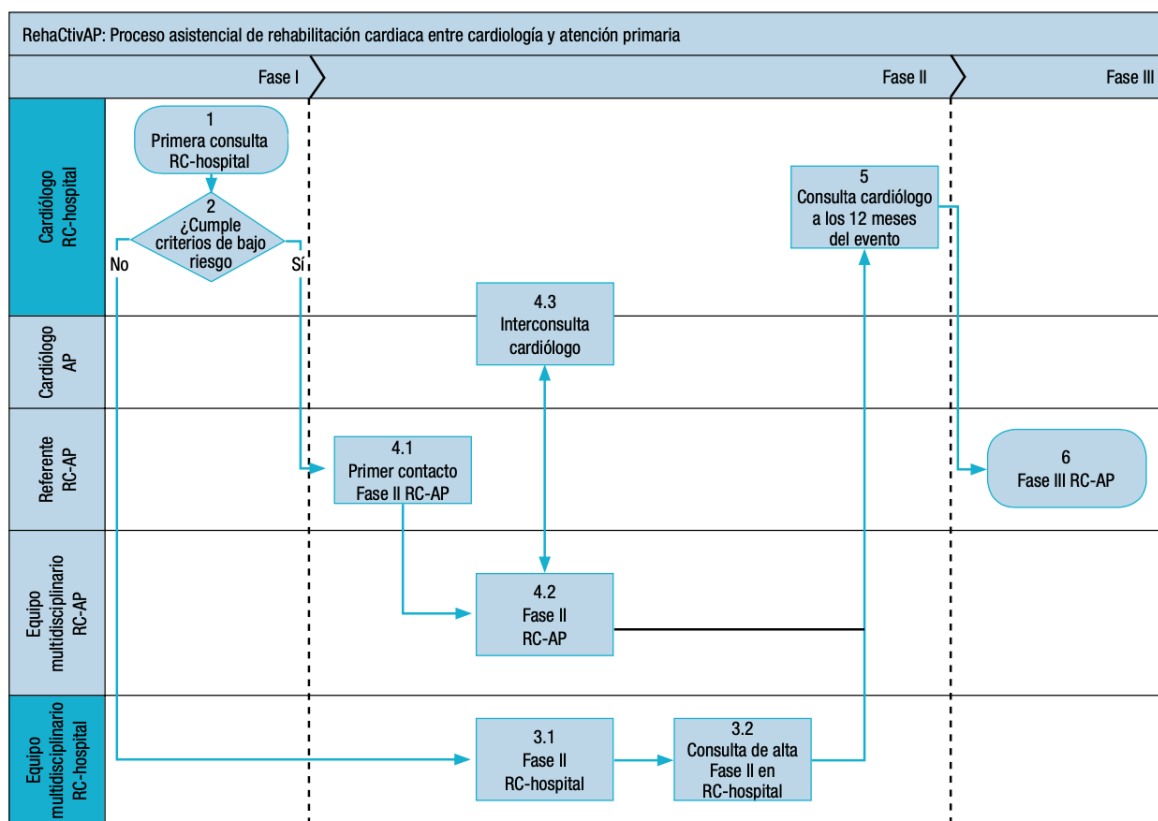 RehaCtivAP: Proceso asistencial de rehabilitación cardiaca entre cardiología y atención primaria
Fase I
Fase II
Fase III
Cardiólogo
RC-hospital
1
Primera consulta
RC-hospital
2
¿Cumple
criterios de bajo
riesgo
No
Sí
5
Consulta cardiólogo
a los 12 meses
del evento
Cardiólogo
AP
4.3
Interconsulta
cardiólogo
Referente
RC-AP
4.1
Primer contacto
Fase II RC-AP
6
Fase III RC-AP
Equipo
multidisciplinario
RC-AP
4.2
Fase II
RC-AP
Equipo
multidisciplinario
RC-hospital
3.1
Fase II
RC-hospital
3.2
Consulta de alta
Fase II en
RC-hospital